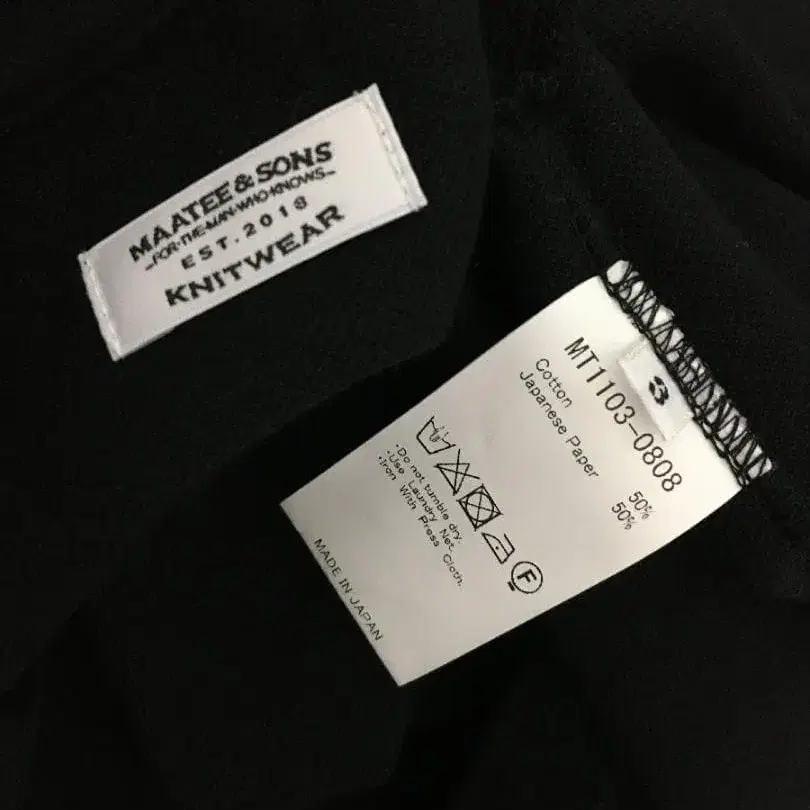 MAATEE&SONS
—FOR·THE·MAN·WHO·KNOWS—
EST.2018
KNITWEAR
3
MT1103-0808
Cotton 50%
Japanese Paper 50%
F
·Do not tumble dry.
·Use Laundry Net.
·Iron With Press Cloth.
MADE IN JAPAN